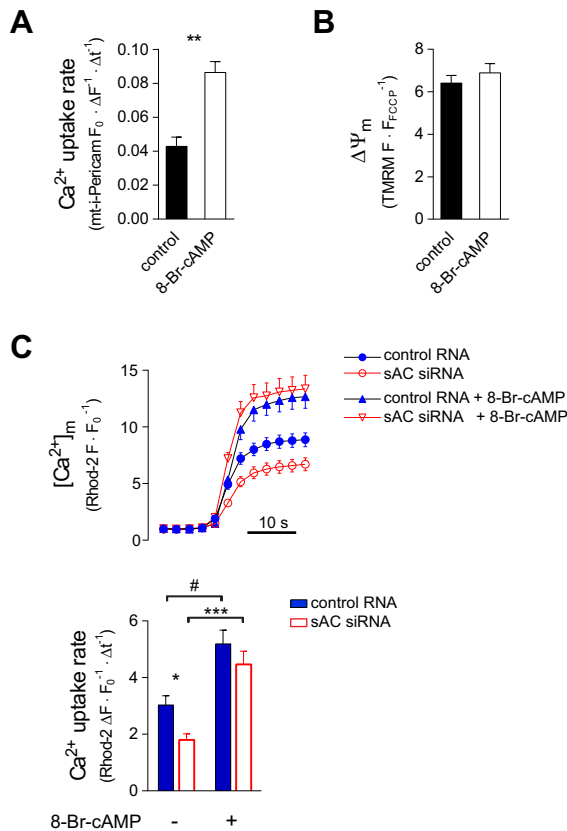 A
Ca²⁺ uptake rate
(mt-i-Pericam F₀ · ΔF⁻¹ · Δt⁻¹)
0.10
0.08
0.06
0.04
0.02
0.00
**
control
8-Br-cAMP
B
ΔΨm
(TMRM F · F_FCCP⁻¹)
8
6
4
2
0
control
8-Br-cAMP
C
[Ca²⁺]m
(Rhod-2 F · F₀⁻¹)
15
10
5
0
10 s
control RNA
sAC siRNA
control RNA + 8-Br-cAMP
sAC siRNA + 8-Br-cAMP
Ca²⁺ uptake rate
(Rhod-2 ΔF · F₀⁻¹ · Δt⁻¹)
6
4
2
0
#
***
*
control RNA
sAC siRNA
8-Br-cAMP - +